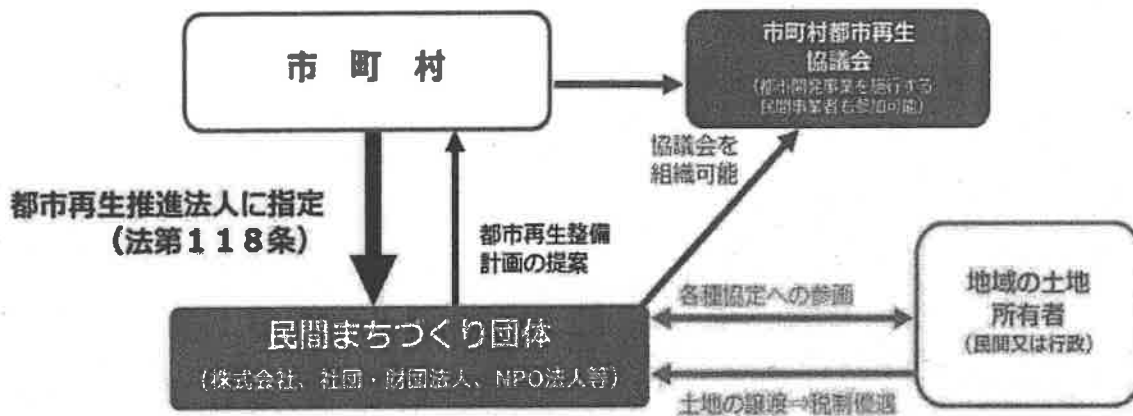 市 町 村
市町村都市再生
協議会
（都市開発事業を施行する
民間事業者も参加可能）
協議会を
組織可能
都市再生推進法人に指定
（法第１１８条）
都市再生整備
計画の提案
各種協定への参画
地域の土地
所有者
（民間又は行政）
民間まちづくり団体
（株式会社、社団・財団法人、NPO法人等）
土地の譲渡⇒税制優遇